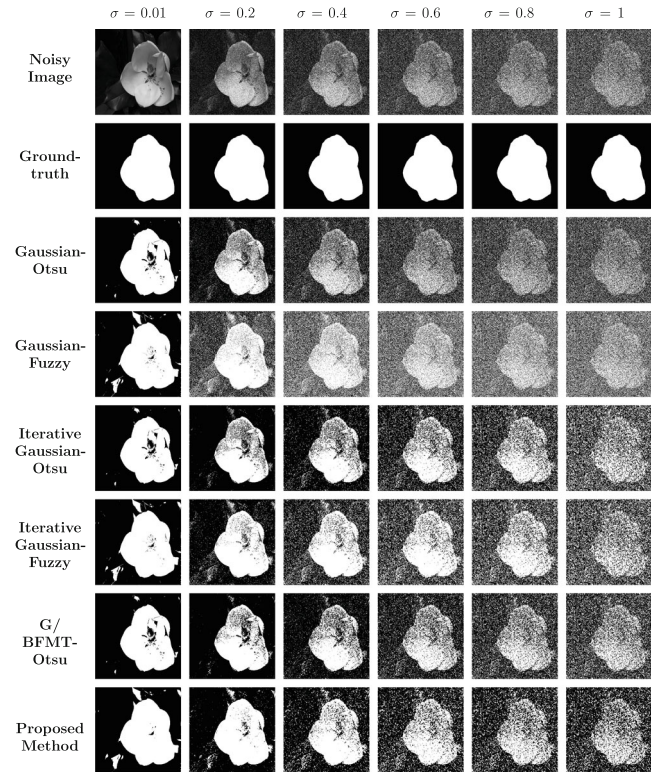 σ = 0.01 σ = 0.2 σ = 0.4 σ = 0.6 σ = 0.8 σ = 1
Noisy
Image
Ground-
truth
Gaussian-
Otsu
Gaussian-
Fuzzy
Iterative
Gaussian-
Otsu
Iterative
Gaussian-
Fuzzy
G/
BFMT-
Otsu
Proposed
Method